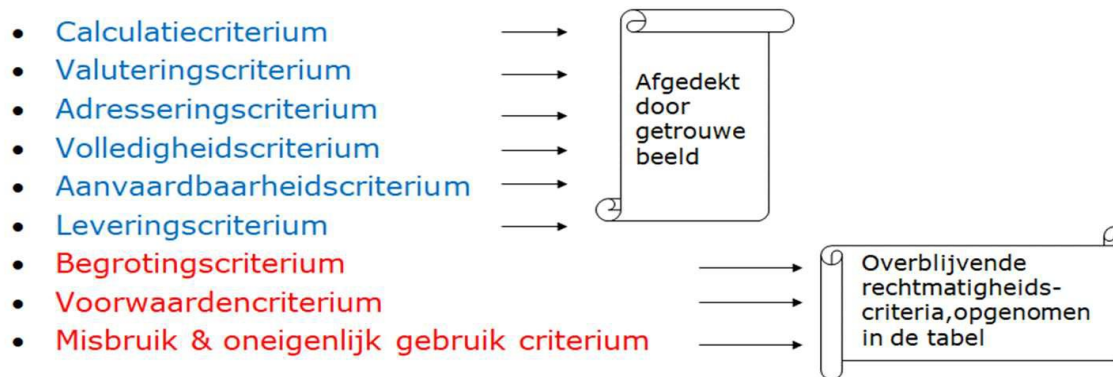 • Calculatiecriterium
• Valuteringscriterium
• Adresseringscriterium
• Volledigheidscriterium
• Aanvaardbaarheidscriterium
• Leveringscriterium
• Begrotingscriterium
• Voorwaardencriterium
• Misbruik & oneigenlijk gebruik criterium
Afgedekt
door
getrouwe
beeld
Overblijvende
rechtmatigheids-
criteria,opgenomen
in de tabel